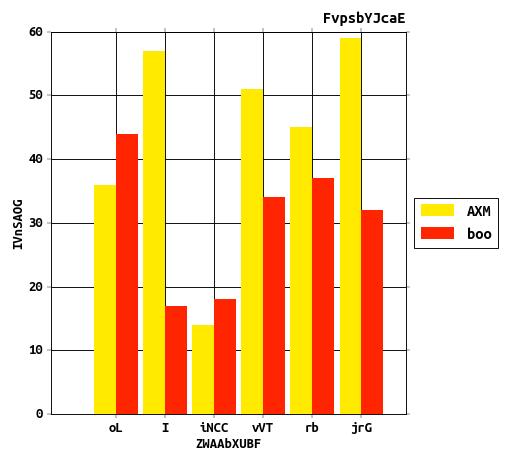 FvpsbYJcaE
60
50
40
30
20
10
0
IVnSAOG
oL I iNCC vVT rb jrG
ZWAAbXUBF
AXM
boo